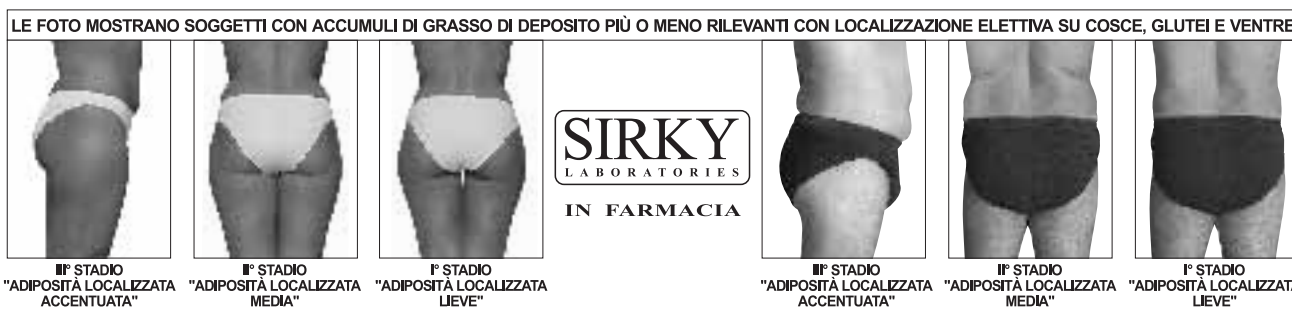 LE FOTO MOSTRANO SOGGETTI CON ACCUMULI DI GRASSO DI DEPOSITO PIÙ O MENO RILEVANTI CON LOCALIZZAZIONE ELETTIVA SU COSCE, GLUTEI E VENTRE
III° STADIO
"ADIPOSITÀ LOCALIZZATA
ACCENTUATA"
II° STADIO
"ADIPOSITÀ LOCALIZZATA
MEDIA"
I° STADIO
"ADIPOSITÀ LOCALIZZATA
LIEVE"
SIRKY
LABORATORIES
IN FARMACIA
III° STADIO
"ADIPOSITÀ LOCALIZZATA
ACCENTUATA"
II° STADIO
"ADIPOSITÀ LOCALIZZATA
MEDIA"
I° STADIO
"ADIPOSITÀ LOCALIZZATA
LIEVE"